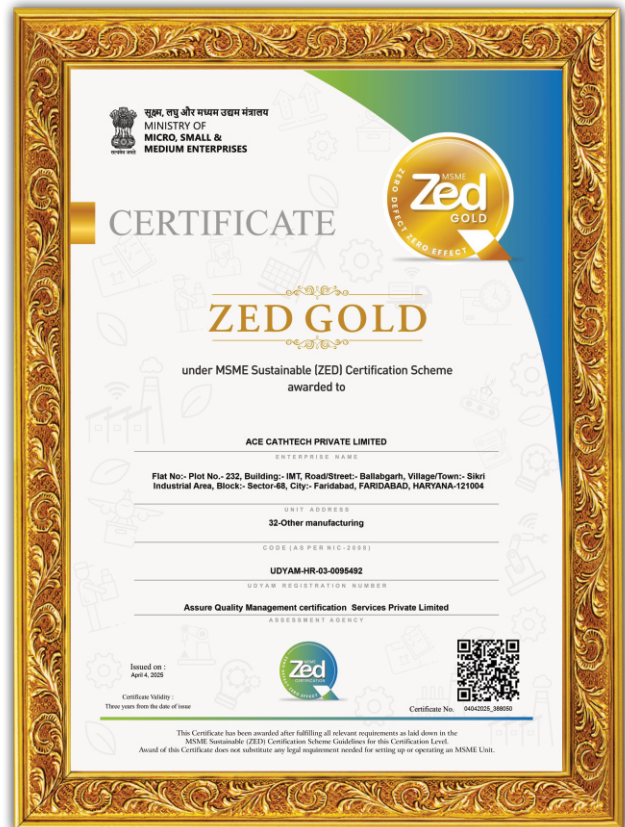 सूक्ष्म, लघु और मध्यम उद्यम मंत्रालय
MINISTRY OF
MICRO, SMALL &
MEDIUM ENTERPRISES
सत्यमेव जयते
MSME
Zed
GOLD
ZERO DEFECT ZERO EFFECT
CERTIFICATE
ZED GOLD
under MSME Sustainable (ZED) Certification Scheme
awarded to
ACE CATHTECH PRIVATE LIMITED
ENTERPRISE NAME
Flat No:- Plot No.- 232, Building:- IMT, Road/Street:- Ballabgarh, Village/Town:- Sikri
Industrial Area, Block:- Sector-68, City:- Faridabad, FARIDABAD, HARYANA-121004
UNIT ADDRESS
32-Other manufacturing
CODE (AS PER NIC-2008)
UDYAM-HR-03-0095492
UDYAM REGISTRATION NUMBER
Assure Quality Management certification Services Private Limited
ASSESSMENT AGENCY
Issued on :
April 4, 2025
Certificate Validity :
Three years from the date of issue
Zed
CERTIFICATION
Certificate No. 04042025_388050
This Certificate has been awarded after fulfilling all relevant requirements as laid down in the
MSME Sustainable (ZED) Certification Scheme Guidelines for this Certification Level.
Award of this Certificate does not substitute any legal requirement needed for setting up or operating an MSME Unit.